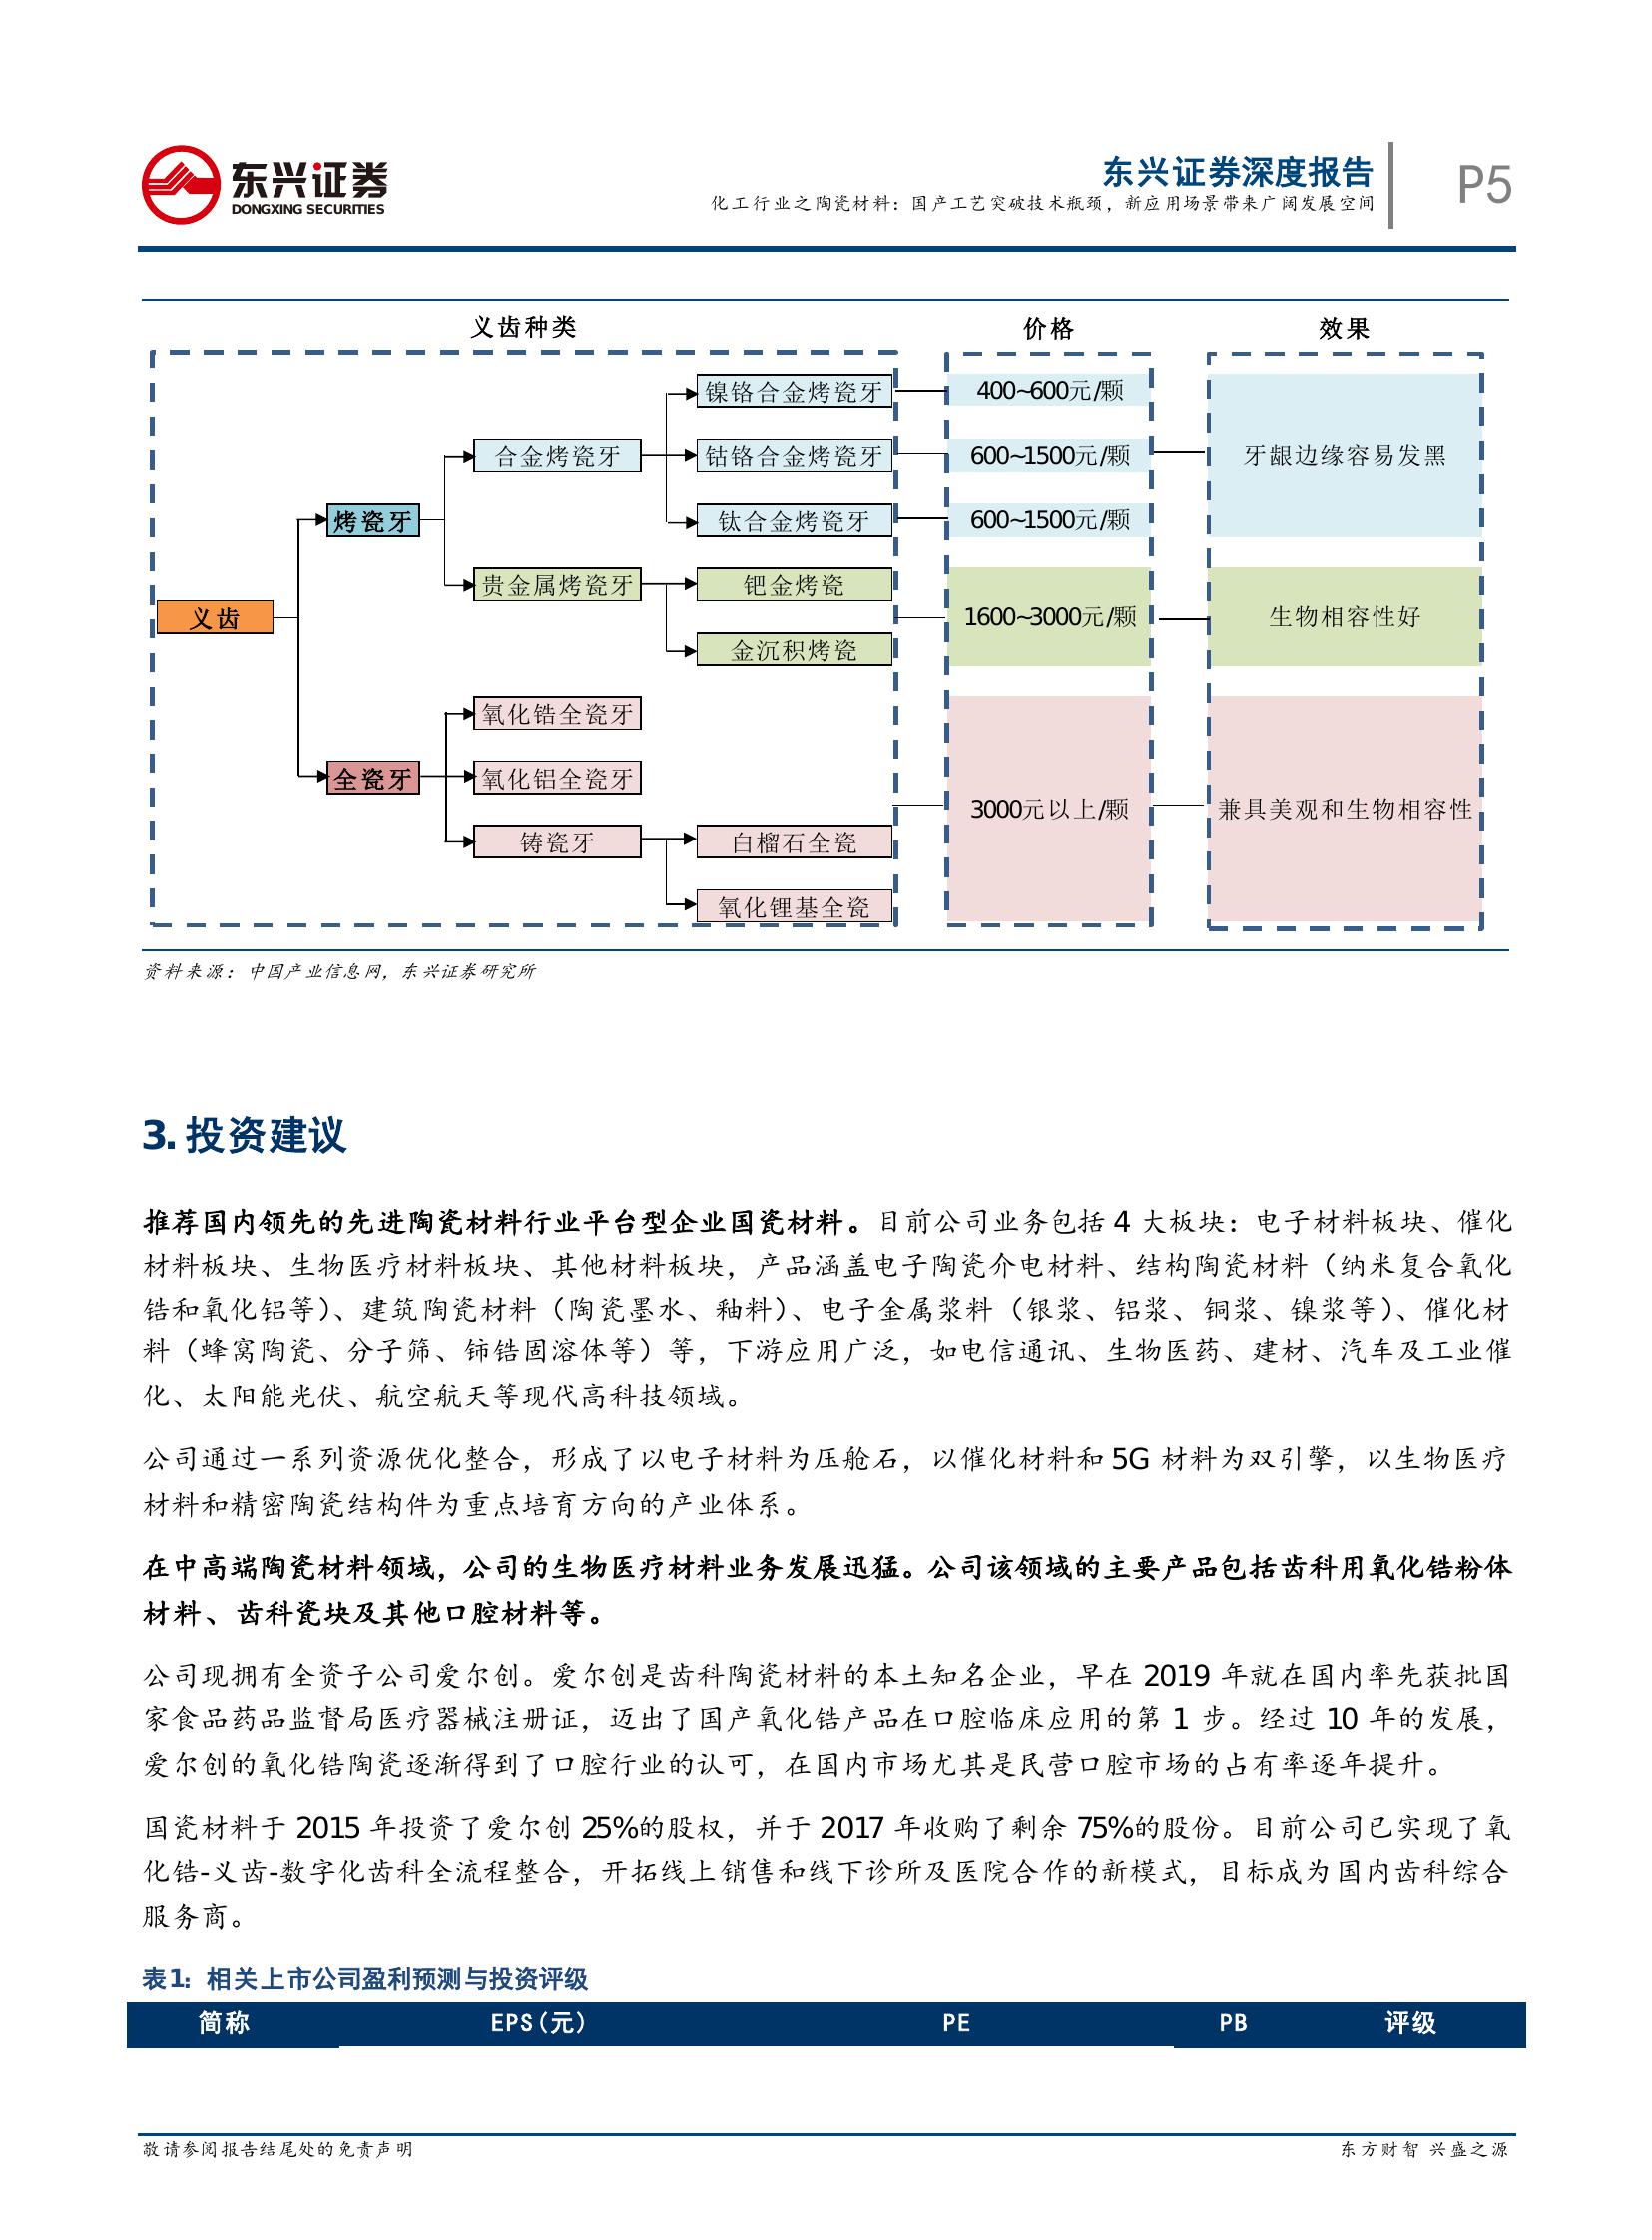 东兴证券
DONGXING SECURITIES
东兴证券深度报告
化工行业之陶瓷材料：国产工艺突破技术瓶颈，新应用场景带来广阔发展空间
P5
义齿种类
价格
效果
镍铬合金烤瓷牙
400~600元/颗
合金烤瓷牙
钴铬合金烤瓷牙
600~1500元/颗
牙龈边缘容易发黑
烤瓷牙
钛合金烤瓷牙
600~1500元/颗
贵金属烤瓷牙
钯金烤瓷
义齿
1600~3000元/颗
生物相容性好
金沉积烤瓷
氧化锆全瓷牙
全瓷牙
氧化铝全瓷牙
3000元以上/颗
兼具美观和生物相容性
铸瓷牙
白榴石全瓷
氧化锂基全瓷
资料来源：中国产业信息网，东兴证券研究所
3. 投资建议
推荐国内领先的先进陶瓷材料行业平台型企业国瓷材料。目前公司业务包括 4 大板块：电子材料板块、催化
材料板块、生物医疗材料板块、其他材料板块，产品涵盖电子陶瓷介电材料、结构陶瓷材料（纳米复合氧化
锆和氧化铝等）、建筑陶瓷材料（陶瓷墨水、釉料）、电子金属浆料（银浆、铝浆、铜浆、镍浆等）、催化材
料（蜂窝陶瓷、分子筛、铈锆固溶体等）等，下游应用广泛，如电信通讯、生物医药、建材、汽车及工业催
化、太阳能光伏、航空航天等现代高科技领域。
公司通过一系列资源优化整合，形成了以电子材料为压舱石，以催化材料和 5G 材料为双引擎，以生物医疗
材料和精密陶瓷结构件为重点培育方向的产业体系。
在中高端陶瓷材料领域，公司的生物医疗材料业务发展迅猛。公司该领域的主要产品包括齿科用氧化锆粉体
材料、齿科瓷块及其他口腔材料等。
公司现拥有全资子公司爱尔创。爱尔创是齿科陶瓷材料的本土知名企业，早在 2019 年就在国内率先获批国
家食品药品监督局医疗器械注册证，迈出了国产氧化锆产品在口腔临床应用的第 1 步。经过 10 年的发展，
爱尔创的氧化锆陶瓷逐渐得到了口腔行业的认可，在国内市场尤其是民营口腔市场的占有率逐年提升。
国瓷材料于 2015 年投资了爱尔创 25%的股权，并于 2017 年收购了剩余 75%的股份。目前公司已实现了氧
化锆-义齿-数字化齿科全流程整合，开拓线上销售和线下诊所及医院合作的新模式，目标成为国内齿科综合
服务商。
表1：相关上市公司盈利预测与投资评级
简称 EPS(元) PE PB 评级
敬请参阅报告结尾处的免责声明
东方财智 兴盛之源